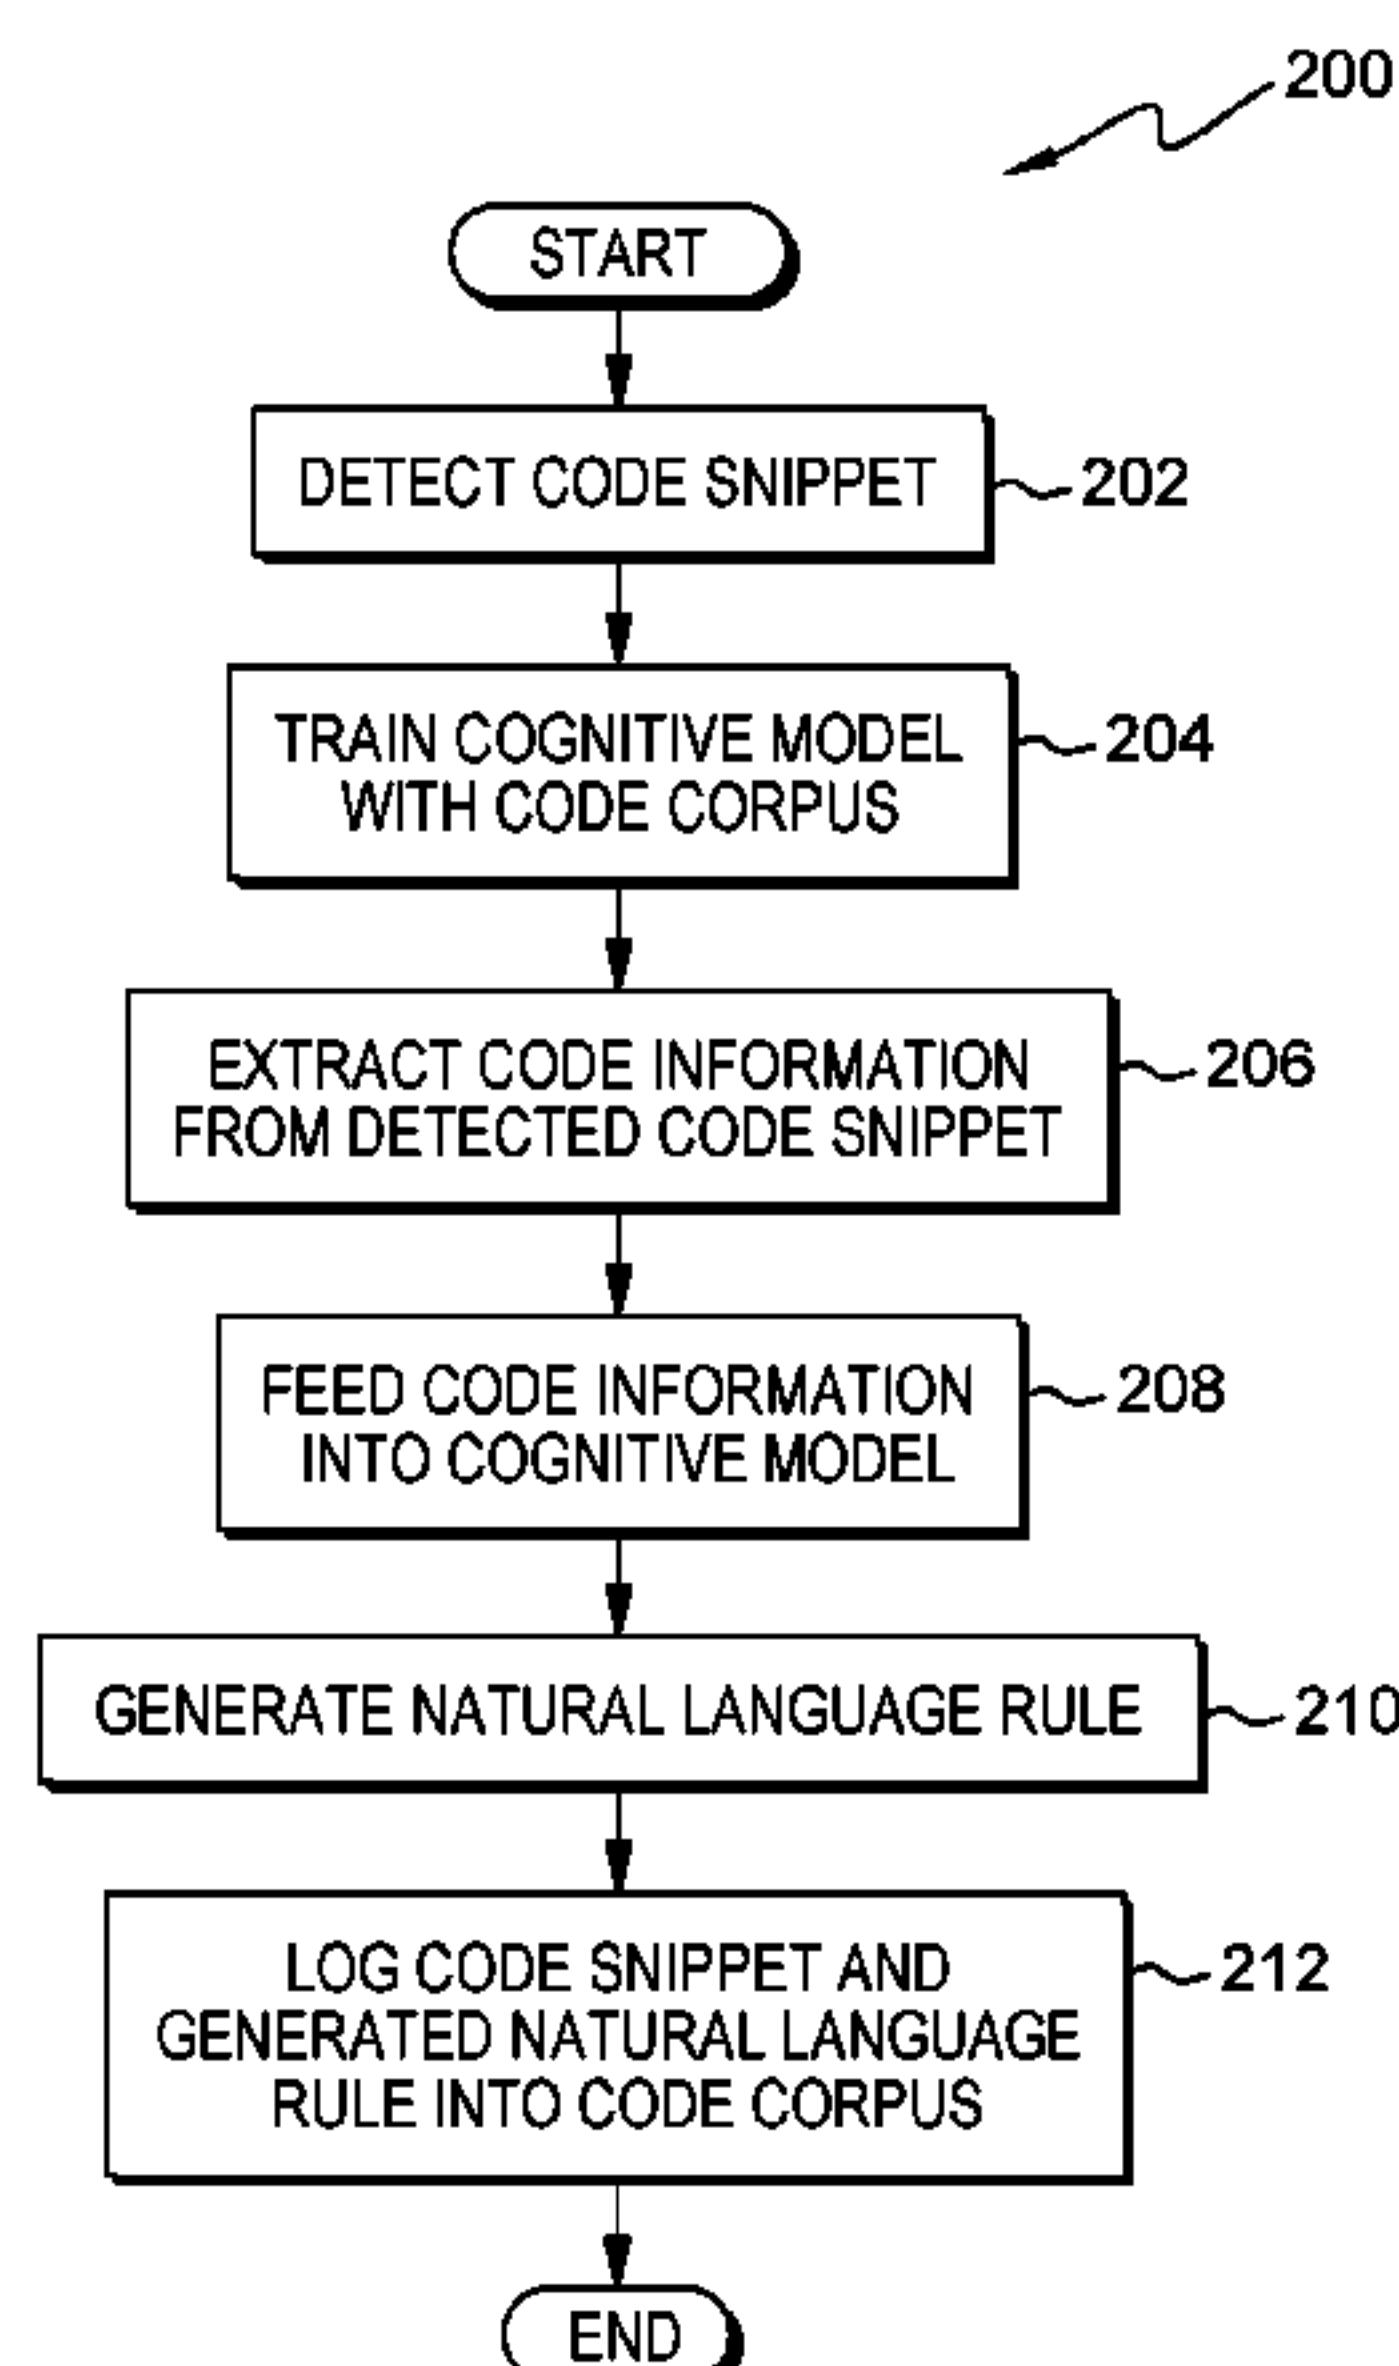 200
START
DETECT CODE SNIPPET
202
TRAIN COGNITIVE MODEL
WITH CODE CORPUS
204
EXTRACT CODE INFORMATION
FROM DETECTED CODE SNIPPET
206
FEED CODE INFORMATION
INTO COGNITIVE MODEL
208
GENERATE NATURAL LANGUAGE RULE
210
LOG CODE SNIPPET AND
GENERATED NATURAL LANGUAGE
RULE INTO CODE CORPUS
212
END